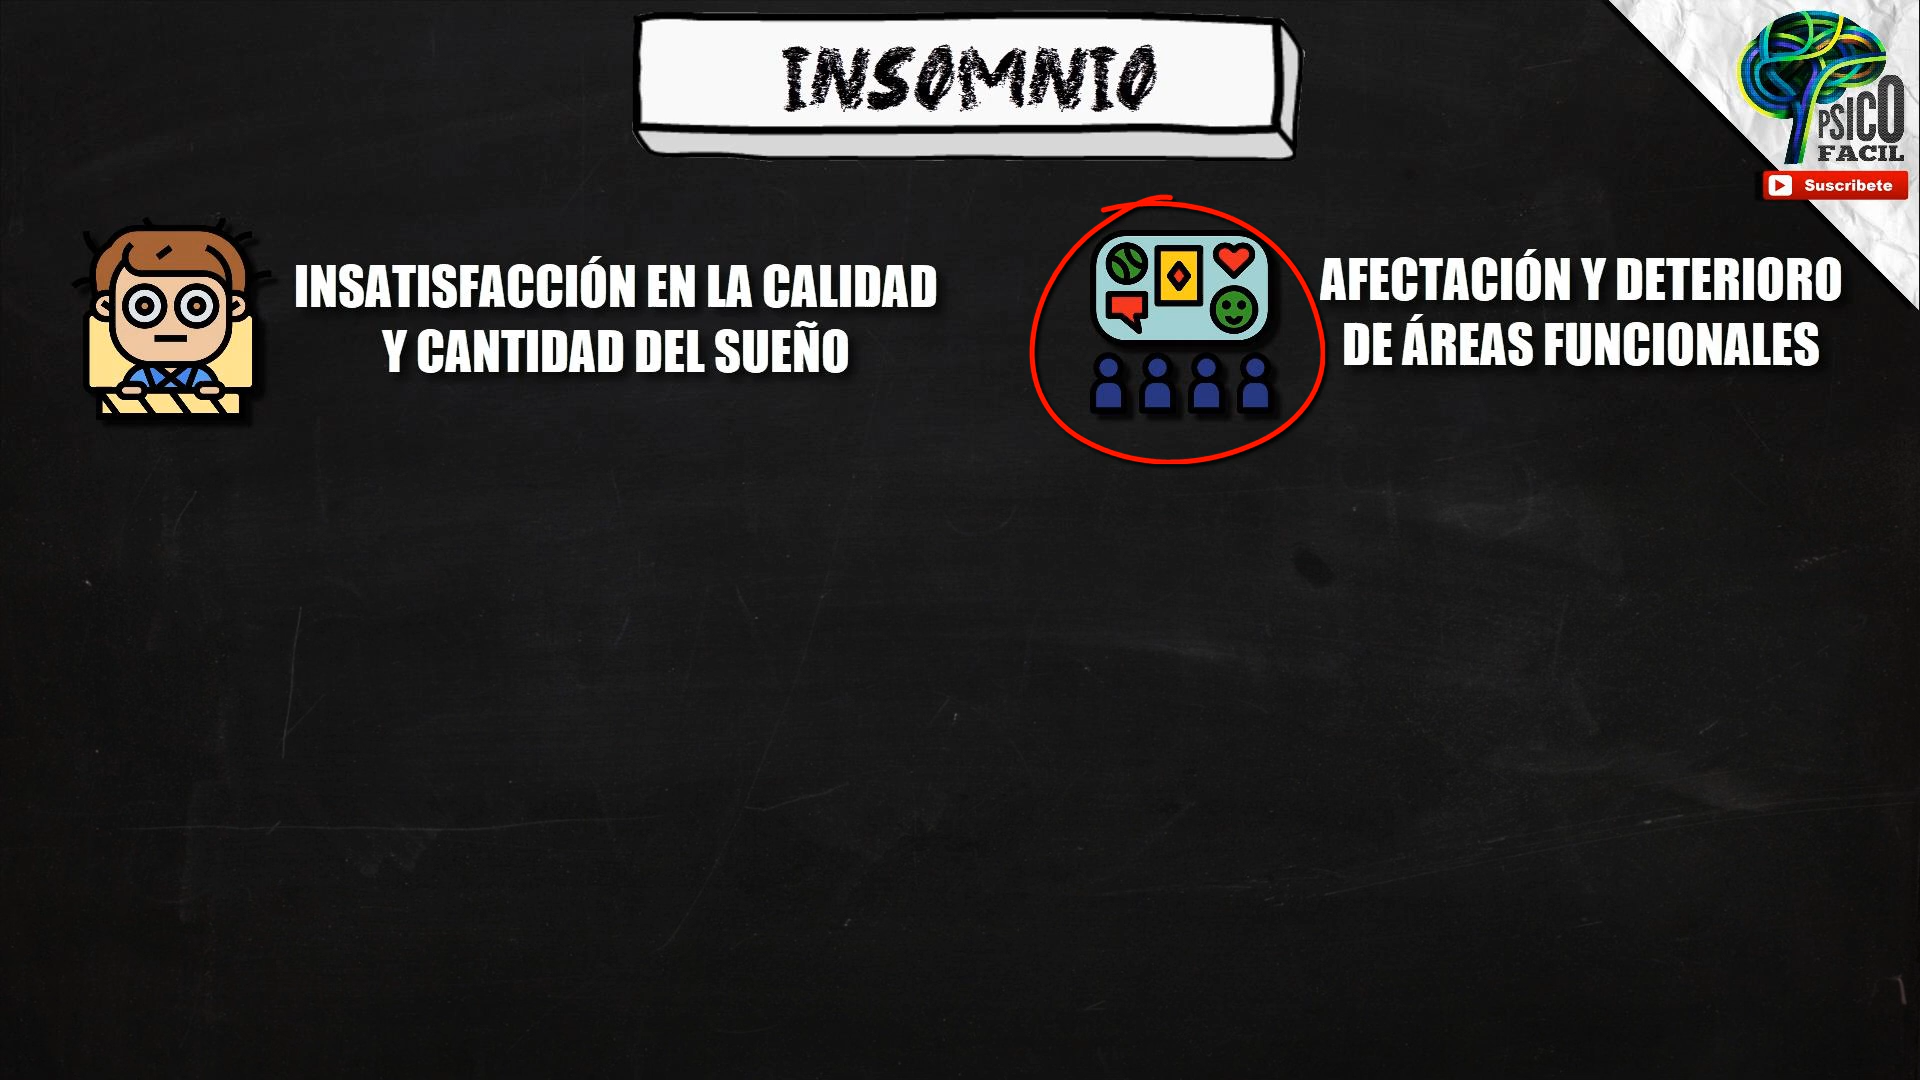 INSOMNIO
PSICO
FACIL
Suscribete
INSATISFACCIÓN EN LA CALIDAD
Y CANTIDAD DEL SUEÑO
AFECTACIÓN Y DETERIORO
DE ÁREAS FUNCIONALES